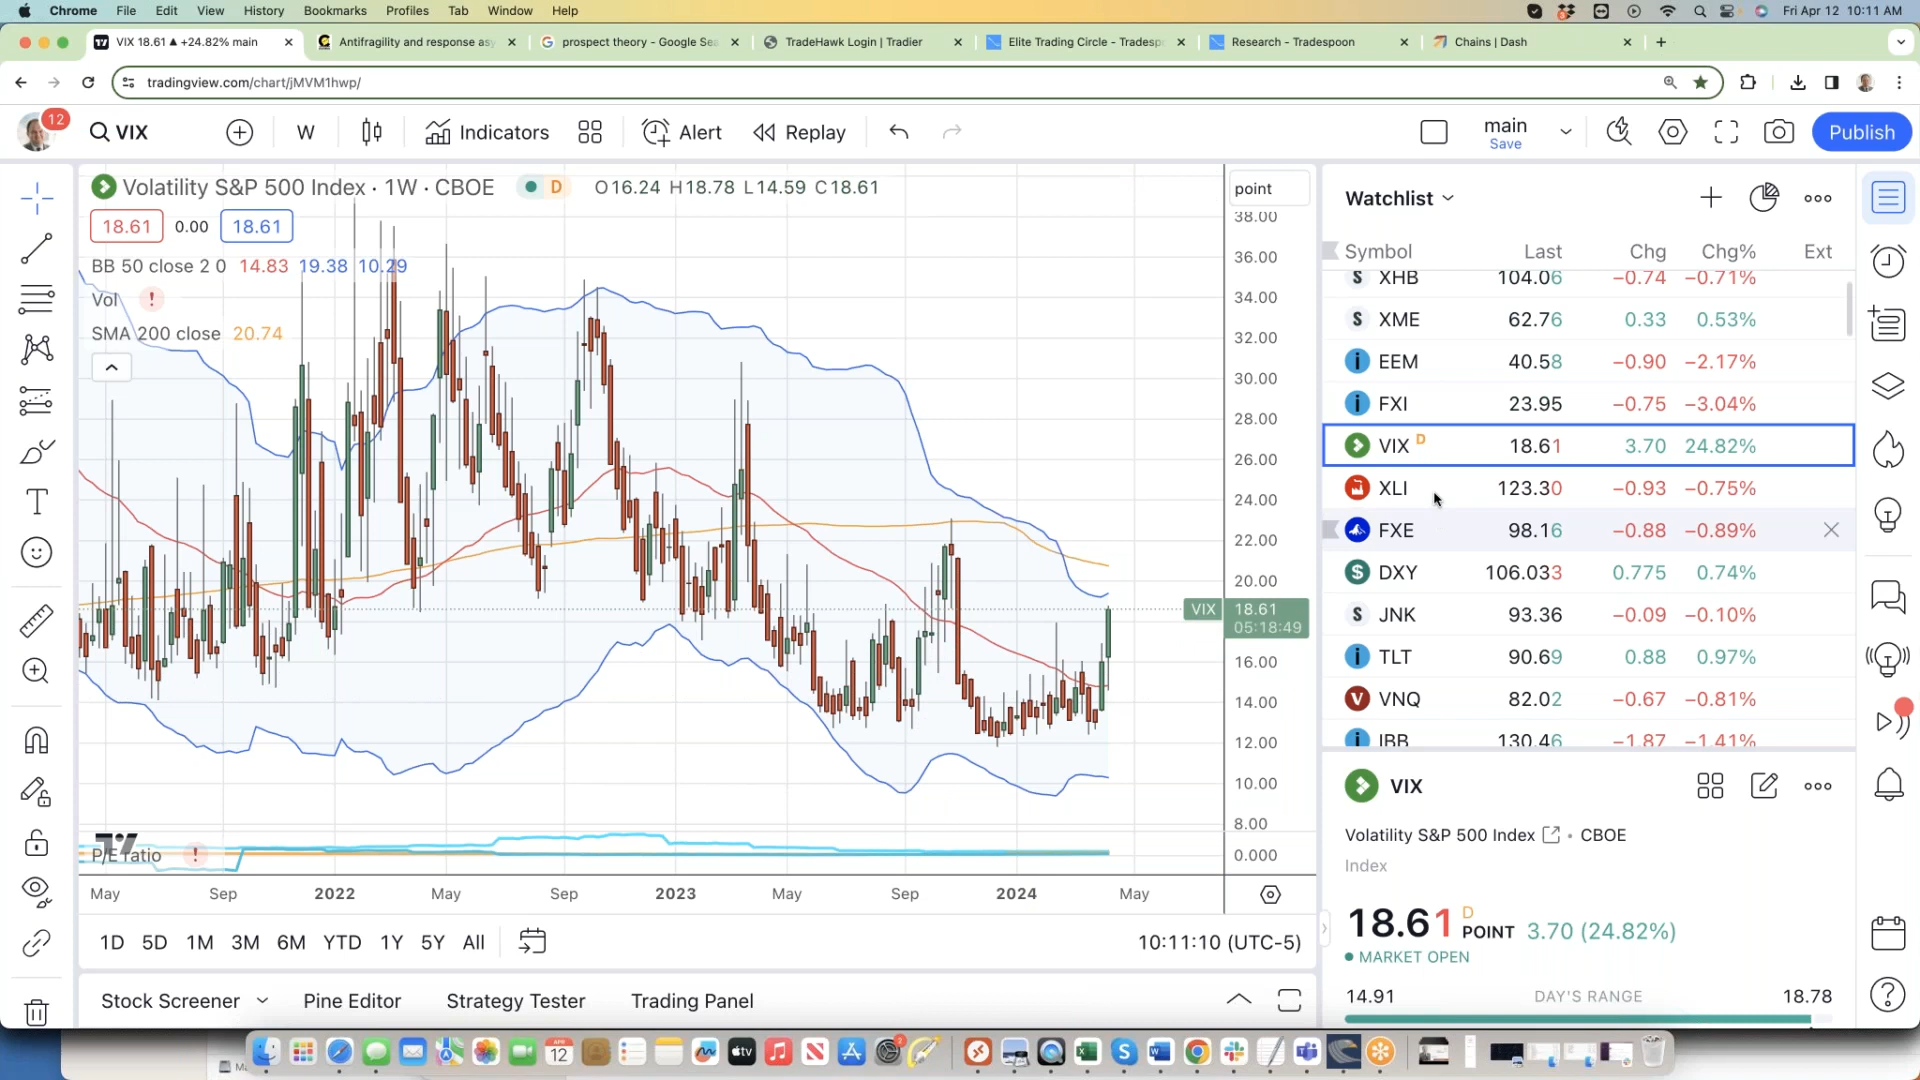 Chrome File Edit View History Bookmarks Profiles Tab Window Help Fri Apr 12 10:11 AM
VIX 18.61 ▲ +24.82% main Antifragility and response asy prospect theory - Google Sea TradeHawk Login | Tradier Elite Trading Circle - Tradespo Research - Tradespoon Chains | Dash
tradingview.com/chart/jMVM1hwp/
12 VIX W Indicators Alert Replay main Save Publish
Volatility S&P 500 Index · 1W · CBOE D O16.24 H18.78 L14.59 C18.61
18.61 0.00 18.61
BB 50 close 2 0 14.83 19.38 10.29
Vol !
SMA 200 close 20.74
point
38.00
36.00
34.00
32.00
30.00
28.00
26.00
24.00
22.00
20.00
VIX 18.61
05:18:49
16.00
14.00
12.00
10.00
8.00
0.000
P/E ratio !
May Sep 2022 May Sep 2023 May Sep 2024 May
1D 5D 1M 3M 6M YTD 1Y 5Y All 10:11:10 (UTC-5)
Stock Screener Pine Editor Strategy Tester Trading Panel
Watchlist
Symbol Last Chg Chg% Ext
S XHB 104.06 −0.74 −0.71%
S XME 62.76 0.33 0.53%
i EEM 40.58 −0.90 −2.17%
i FXI 23.95 −0.75 −3.04%
VIX D 18.61 3.70 24.82%
XLI 123.30 −0.93 −0.75%
FXE 98.16 −0.88 −0.89%
$ DXY 106.033 0.775 0.74%
S JNK 93.36 −0.09 −0.10%
i TLT 90.69 0.88 0.97%
V VNQ 82.02 −0.67 −0.81%
i IBB 130.46 −1.87 −1.41%
VIX
Volatility S&P 500 Index • CBOE
Index
18.61 D POINT 3.70 (24.82%)
MARKET OPEN
14.91 DAY'S RANGE 18.78
APR 12 tv 2